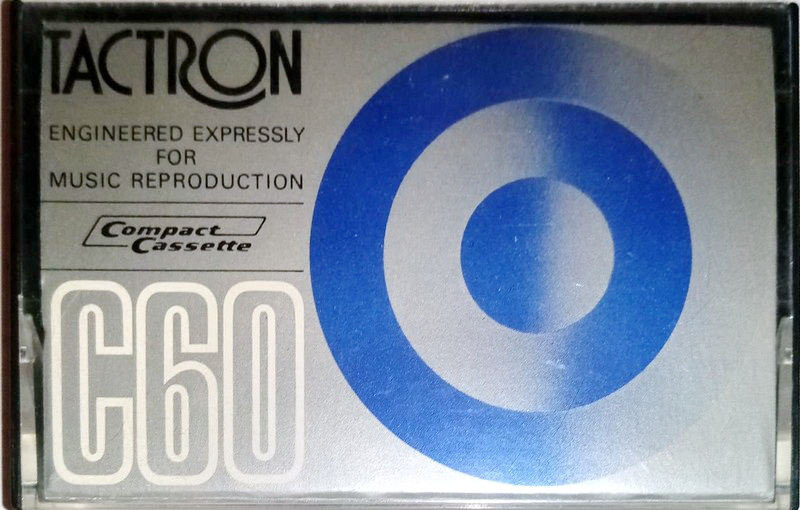 TACTRON
ENGINEERED EXPRESSLY
FOR
MUSIC REPRODUCTION
Compact
Cassette
C60